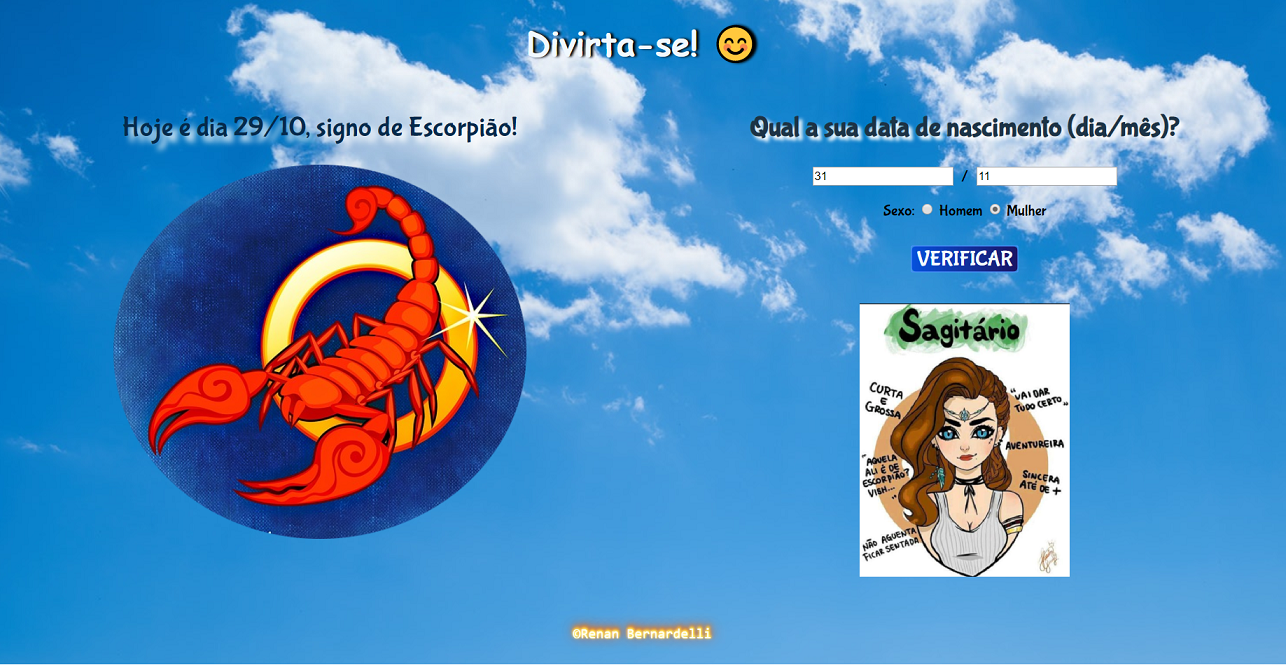 Divirta-se!
Hoje é dia 29/10, signo de Escorpião!
Qual a sua data de nascimento (dia/mês)?
31 / 11
Sexo: Homem Mulher
VERIFICAR
Sagitário
CURTA
E
GROSSA
"VAI DAR
TUDO CERTO"
AVENTUREIRA
"AQUELA
ALI É DE
ESCORPIÃO?
VISH..."
SINCERA
ATÉ DE +
NÃO AGUENTA
FICAR SENTADA
©Renan Bernardelli